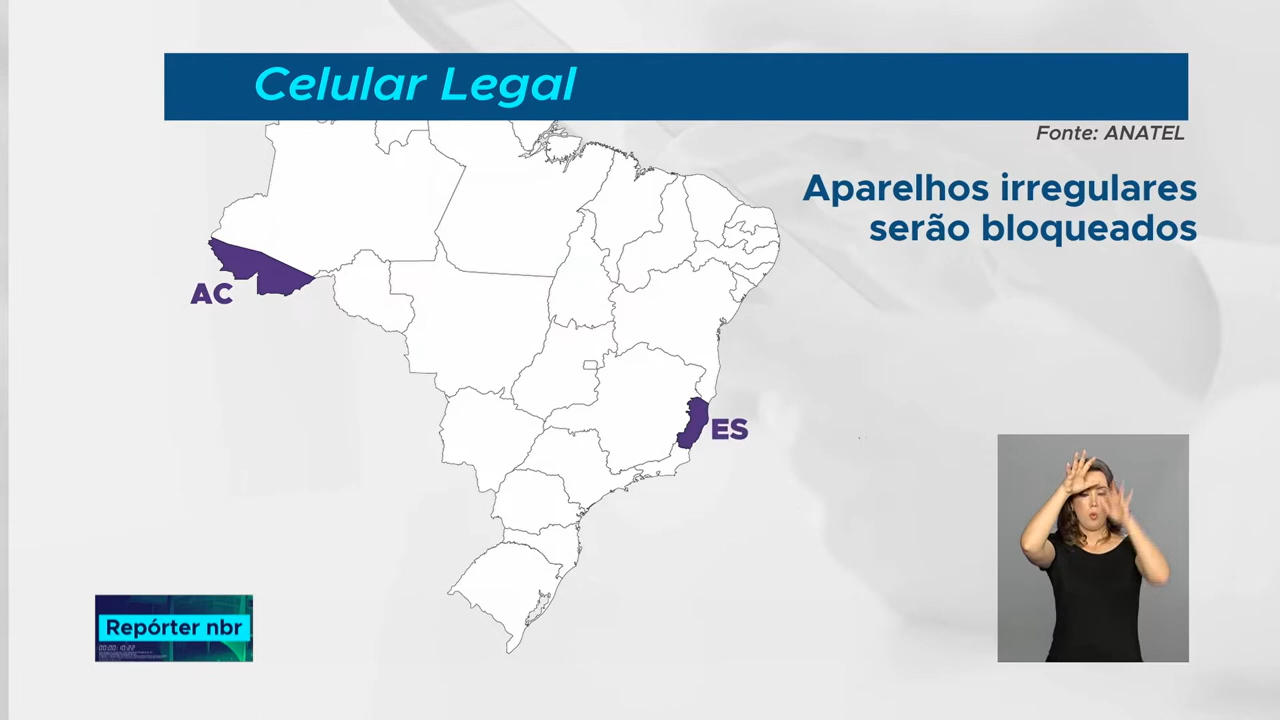 Celular Legal
Fonte: ANATEL
Aparelhos irregulares
serão bloqueados
AC
ES
Repórter nbr